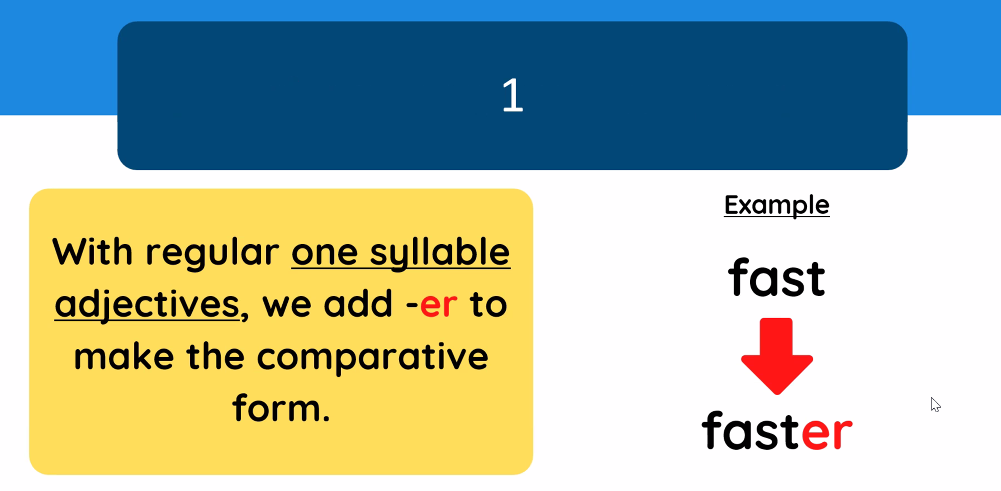 1
With regular one syllable
adjectives, we add -er to
make the comparative
form.
Example
fast
faster